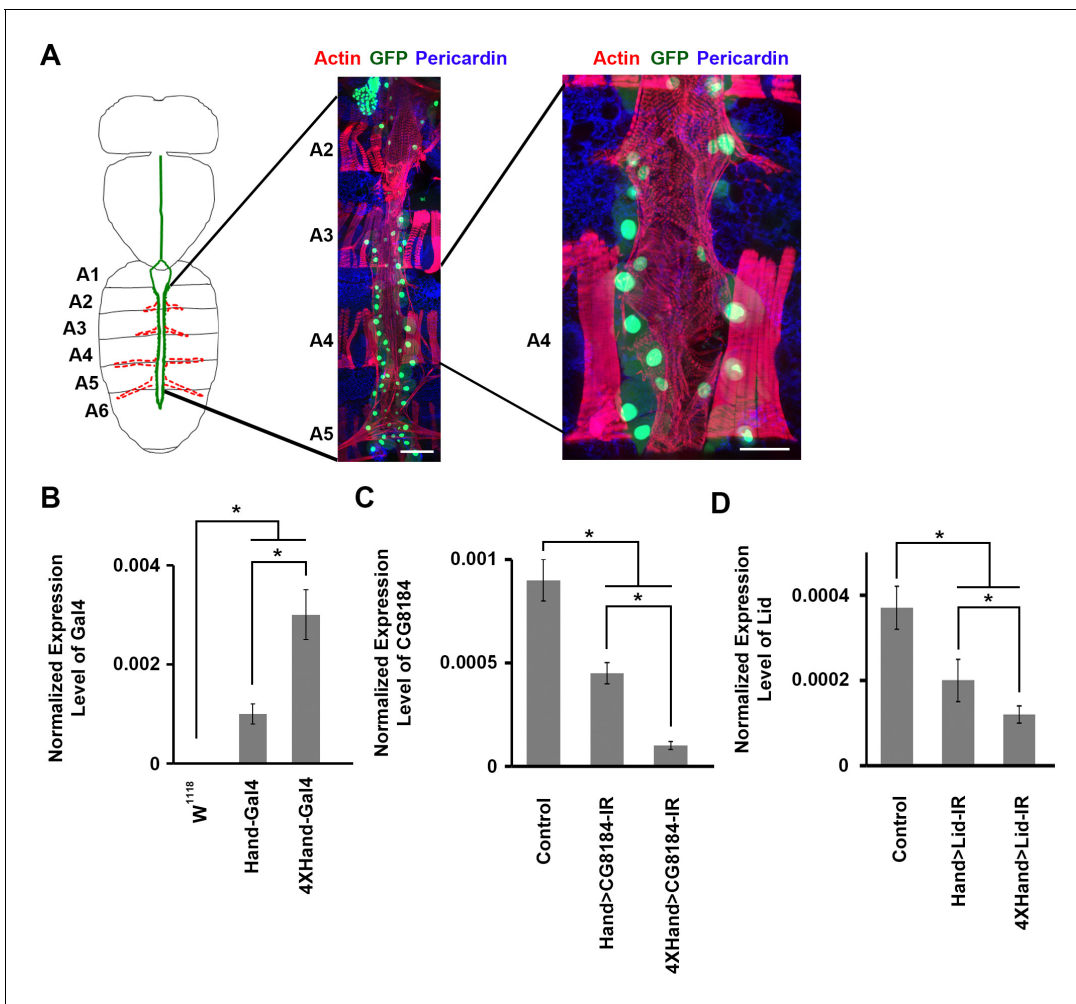 A
Actin GFP Pericardin
Actin GFP Pericardin
A1
A2
A3
A4
A5
A6
A2
A3
A4
A5
A4
B
Normalized Expression
Level of Gal4
0.004
0.002
0
*
*
W1118
Hand-Gal4
4XHand-Gal4
C
Normalized Expression
Level of CG8184
0.001
0.0005
0
*
*
Control
Hand>CG8184-IR
4XHand>CG8184-IR
D
Normalized Expression
Level of Lid
0.0004
0.0002
0
*
*
Control
Hand>Lid-IR
4XHand>Lid-IR